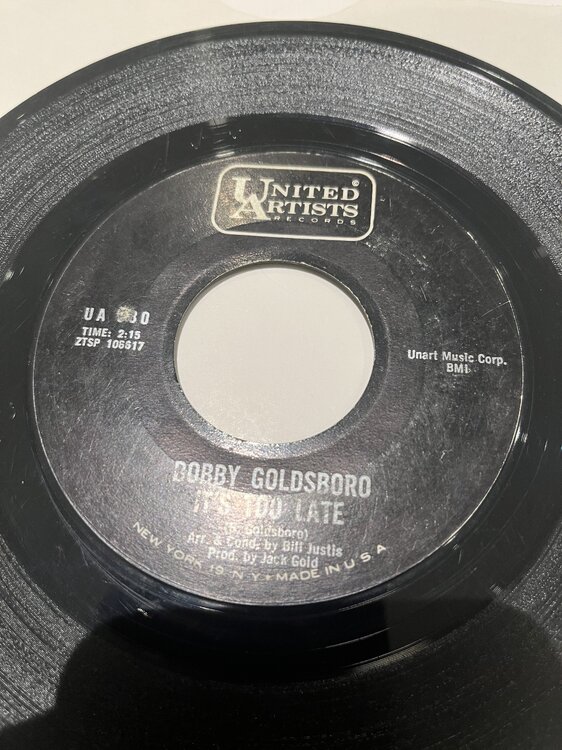 UNITED ©
ARTISTS
RECORDS
UA 80
TIME: 2:15
ZTSP 106617
Unart Music Corp.
BMI
BOBBY GOLDSBORO
IT'S TOO LATE
(B. Goldsboro)
Arr. & Cond. by Bill Justis
Prod. by Jack Gold
NEW YORK 19 N Y • MADE IN U S A